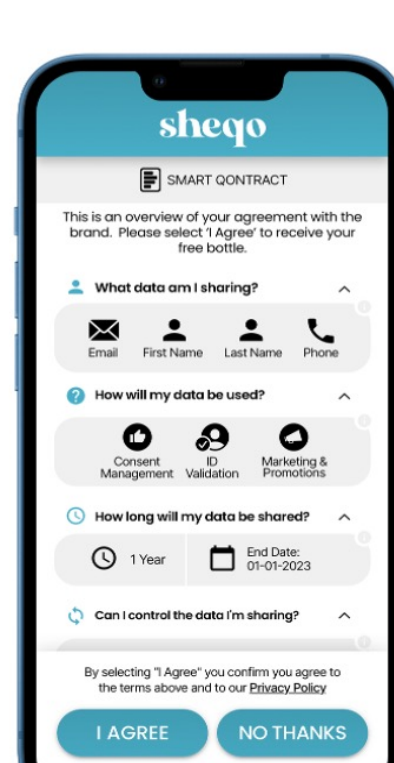 sheqo
SMART QONTRACT
This is an overview of your agreement with the
brand. Please select 'I Agree' to receive your
free bottle.
What data am I sharing?
Email First Name Last Name Phone
How will my data be used?
Consent Management ID Validation Marketing & Promotions
How long will my data be shared?
1 Year
End Date:
01-01-2023
Can I control the data I'm sharing?
By selecting "I Agree" you confirm you agree to
the terms above and to our Privacy Policy
I AGREE NO THANKS